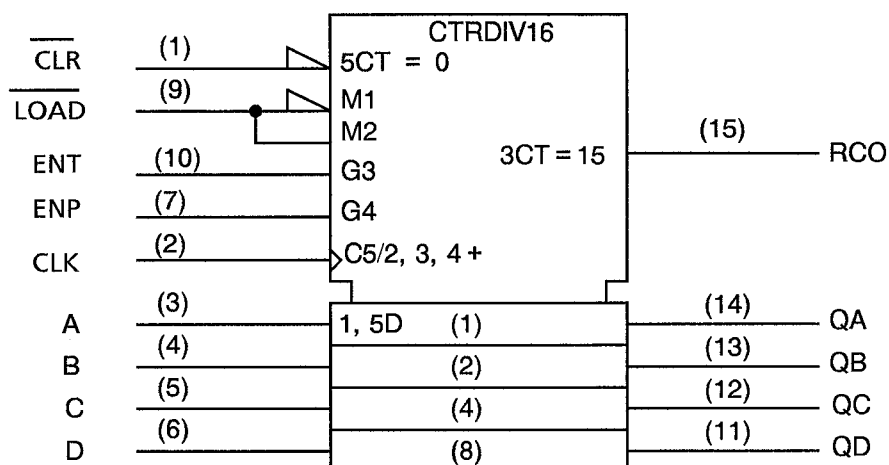 CTRDIV16
CLR (1) 5CT = 0
LOAD (9) M1
M2
ENT (10) G3
3CT = 15 (15) RCO
ENP (7) G4
CLK (2) C5/2, 3, 4 +
A (3) 1, 5D (1) (14) QA
B (4) (2) (13) QB
C (5) (4) (12) QC
D (6) (8) (11) QD